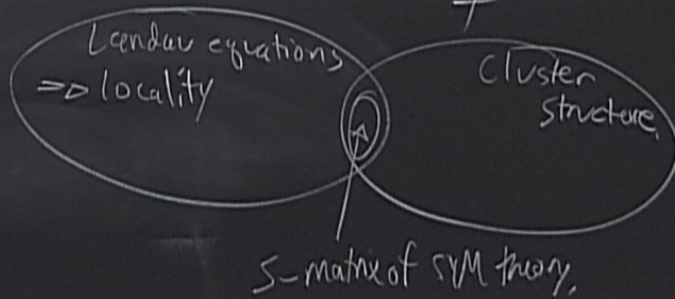 Landau equations
⇒ locality
Cluster
structure.
S-matrix of SYM theory.